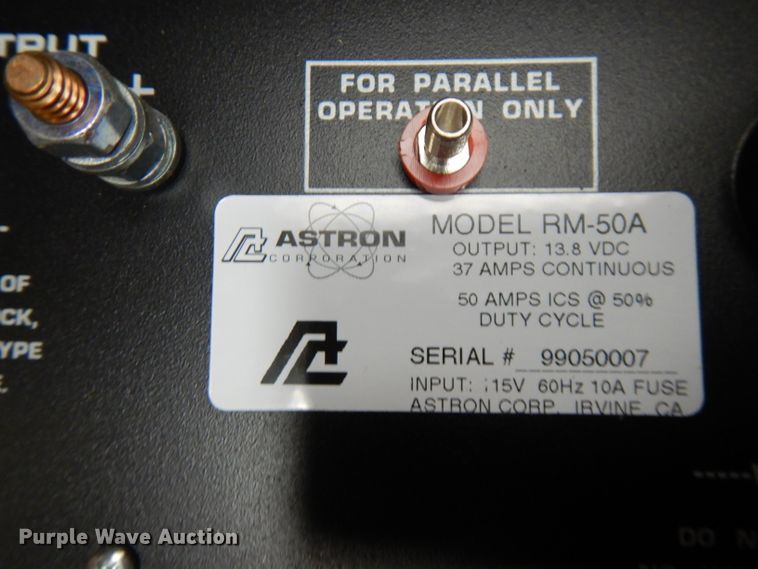 +
FOR PARALLEL
OPERATION ONLY
-
OF
CK,
YPE
ASTRON
CORPORATION
MODEL RM-50A
OUTPUT: 13.8 VDC
37 AMPS CONTINUOUS
50 AMPS ICS @ 50%
DUTY CYCLE
SERIAL # 99050007
INPUT: 115V 60Hz 10A FUSE
ASTRON CORP. IRVINE, CA
DO N
Purple Wave Auction